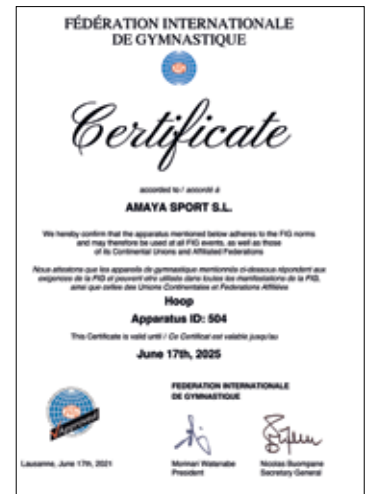 FÉDÉRATION INTERNATIONALE
DE GYMNASTIQUE
Certificate
accorded to / accordé à
AMAYA SPORT S.L.
We hereby confirm that the apparatus mentioned below adheres to the FIG norms
and may therefore be used at all FIG events, as well as those
of its Continental Unions and Affiliated Federations
Nous attestons que les appareils de gymnastique mentionnés ci-dessous répondent aux
exigences de la FIG et peuvent être utilisés dans toutes les manifestations de la FIG,
ainsi que celles des Unions Continentales et Federations Affiliées
Hoop
Apparatus ID: 504
This Certificate is valid until / Ce Certificat est valable jusqu'au
June 17th, 2025
FEDERATION INTERNATIONALE
DE GYMNASTIQUE
Approved
Lausanne, June 17th, 2021
Morinari Watanabe
President
Nicolas Buompane
Secretary General